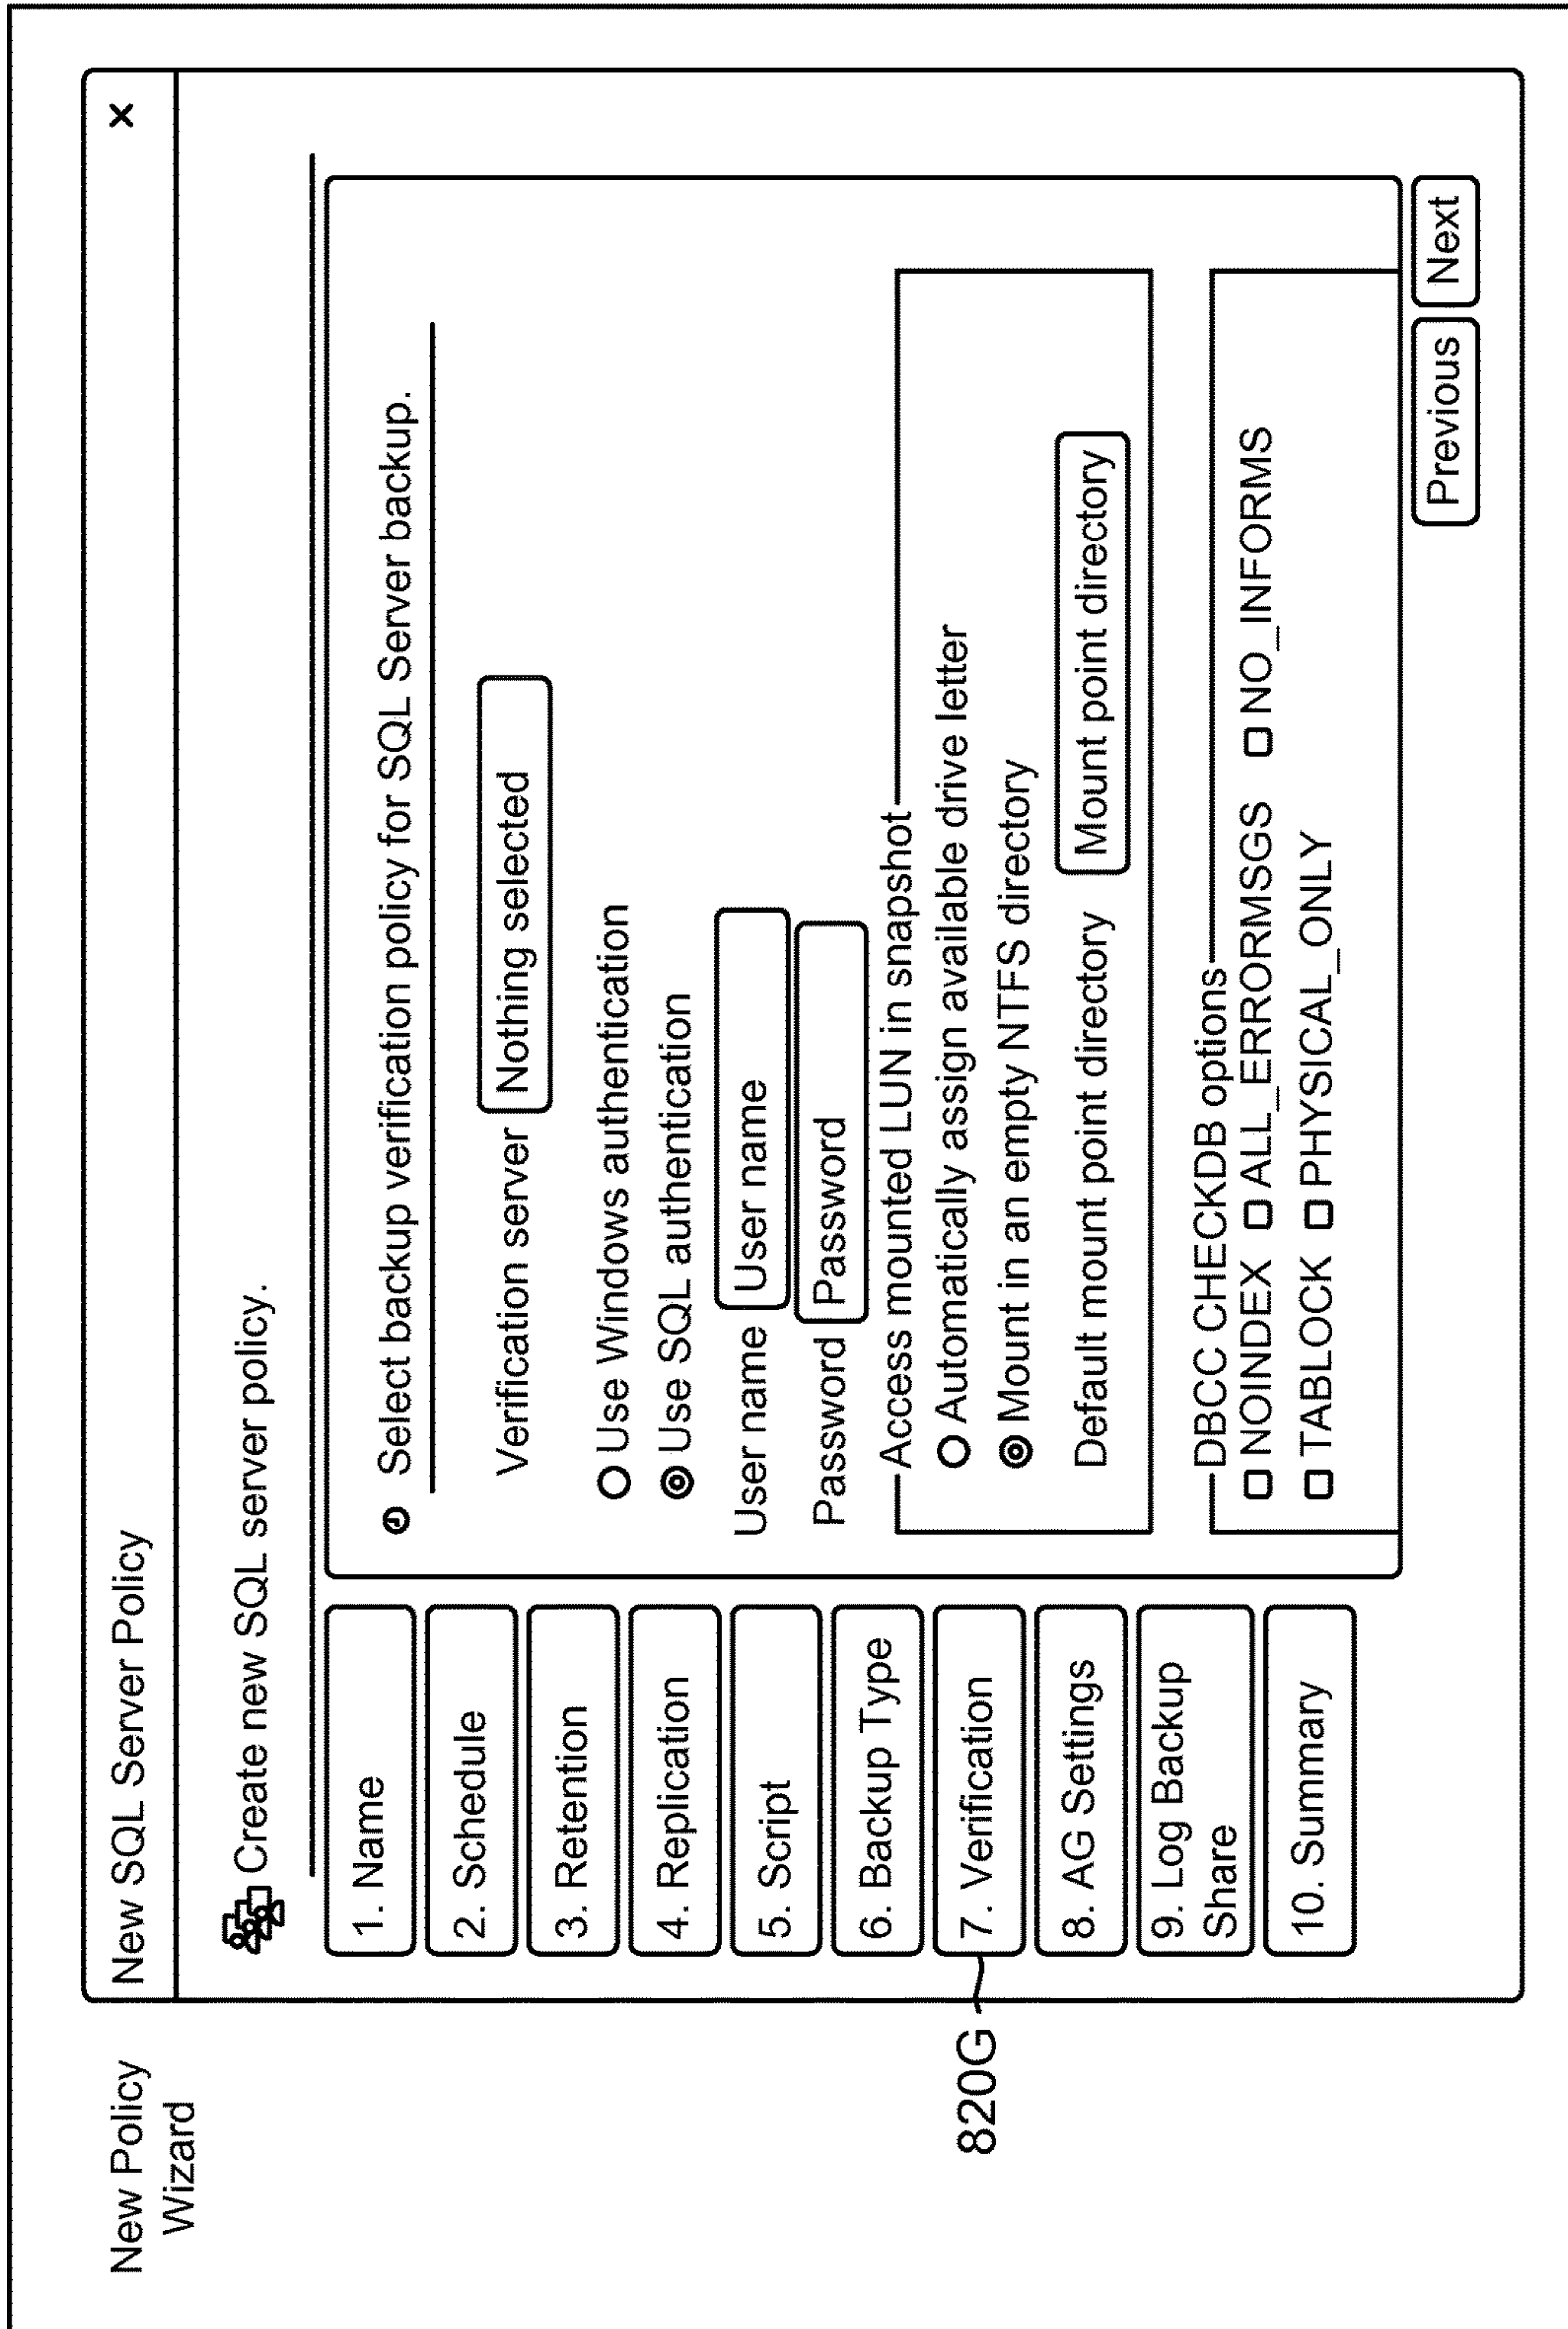 New Policy
Wizard
New SQL Server Policy
×
Create new SQL server policy.
1. Name
2. Schedule
3. Retention
4. Replication
5. Script
6. Backup Type
7. Verification
8. AG Settings
9. Log Backup
Share
10. Summary
820G
Select backup verification policy for SQL Server backup.
Verification server Nothing selected
Use Windows authentication
Use SQL authentication
User name User name
Password Password
Access mounted LUN in snapshot
Automatically assign available drive letter
Mount in an empty NTFS directory
Default mount point directory Mount point directory
DBCC CHECKDB options
NOINDEX ALL_ERRORMSGS NO_INFORMS
TABLOCK PHYSICAL_ONLY
Previous Next